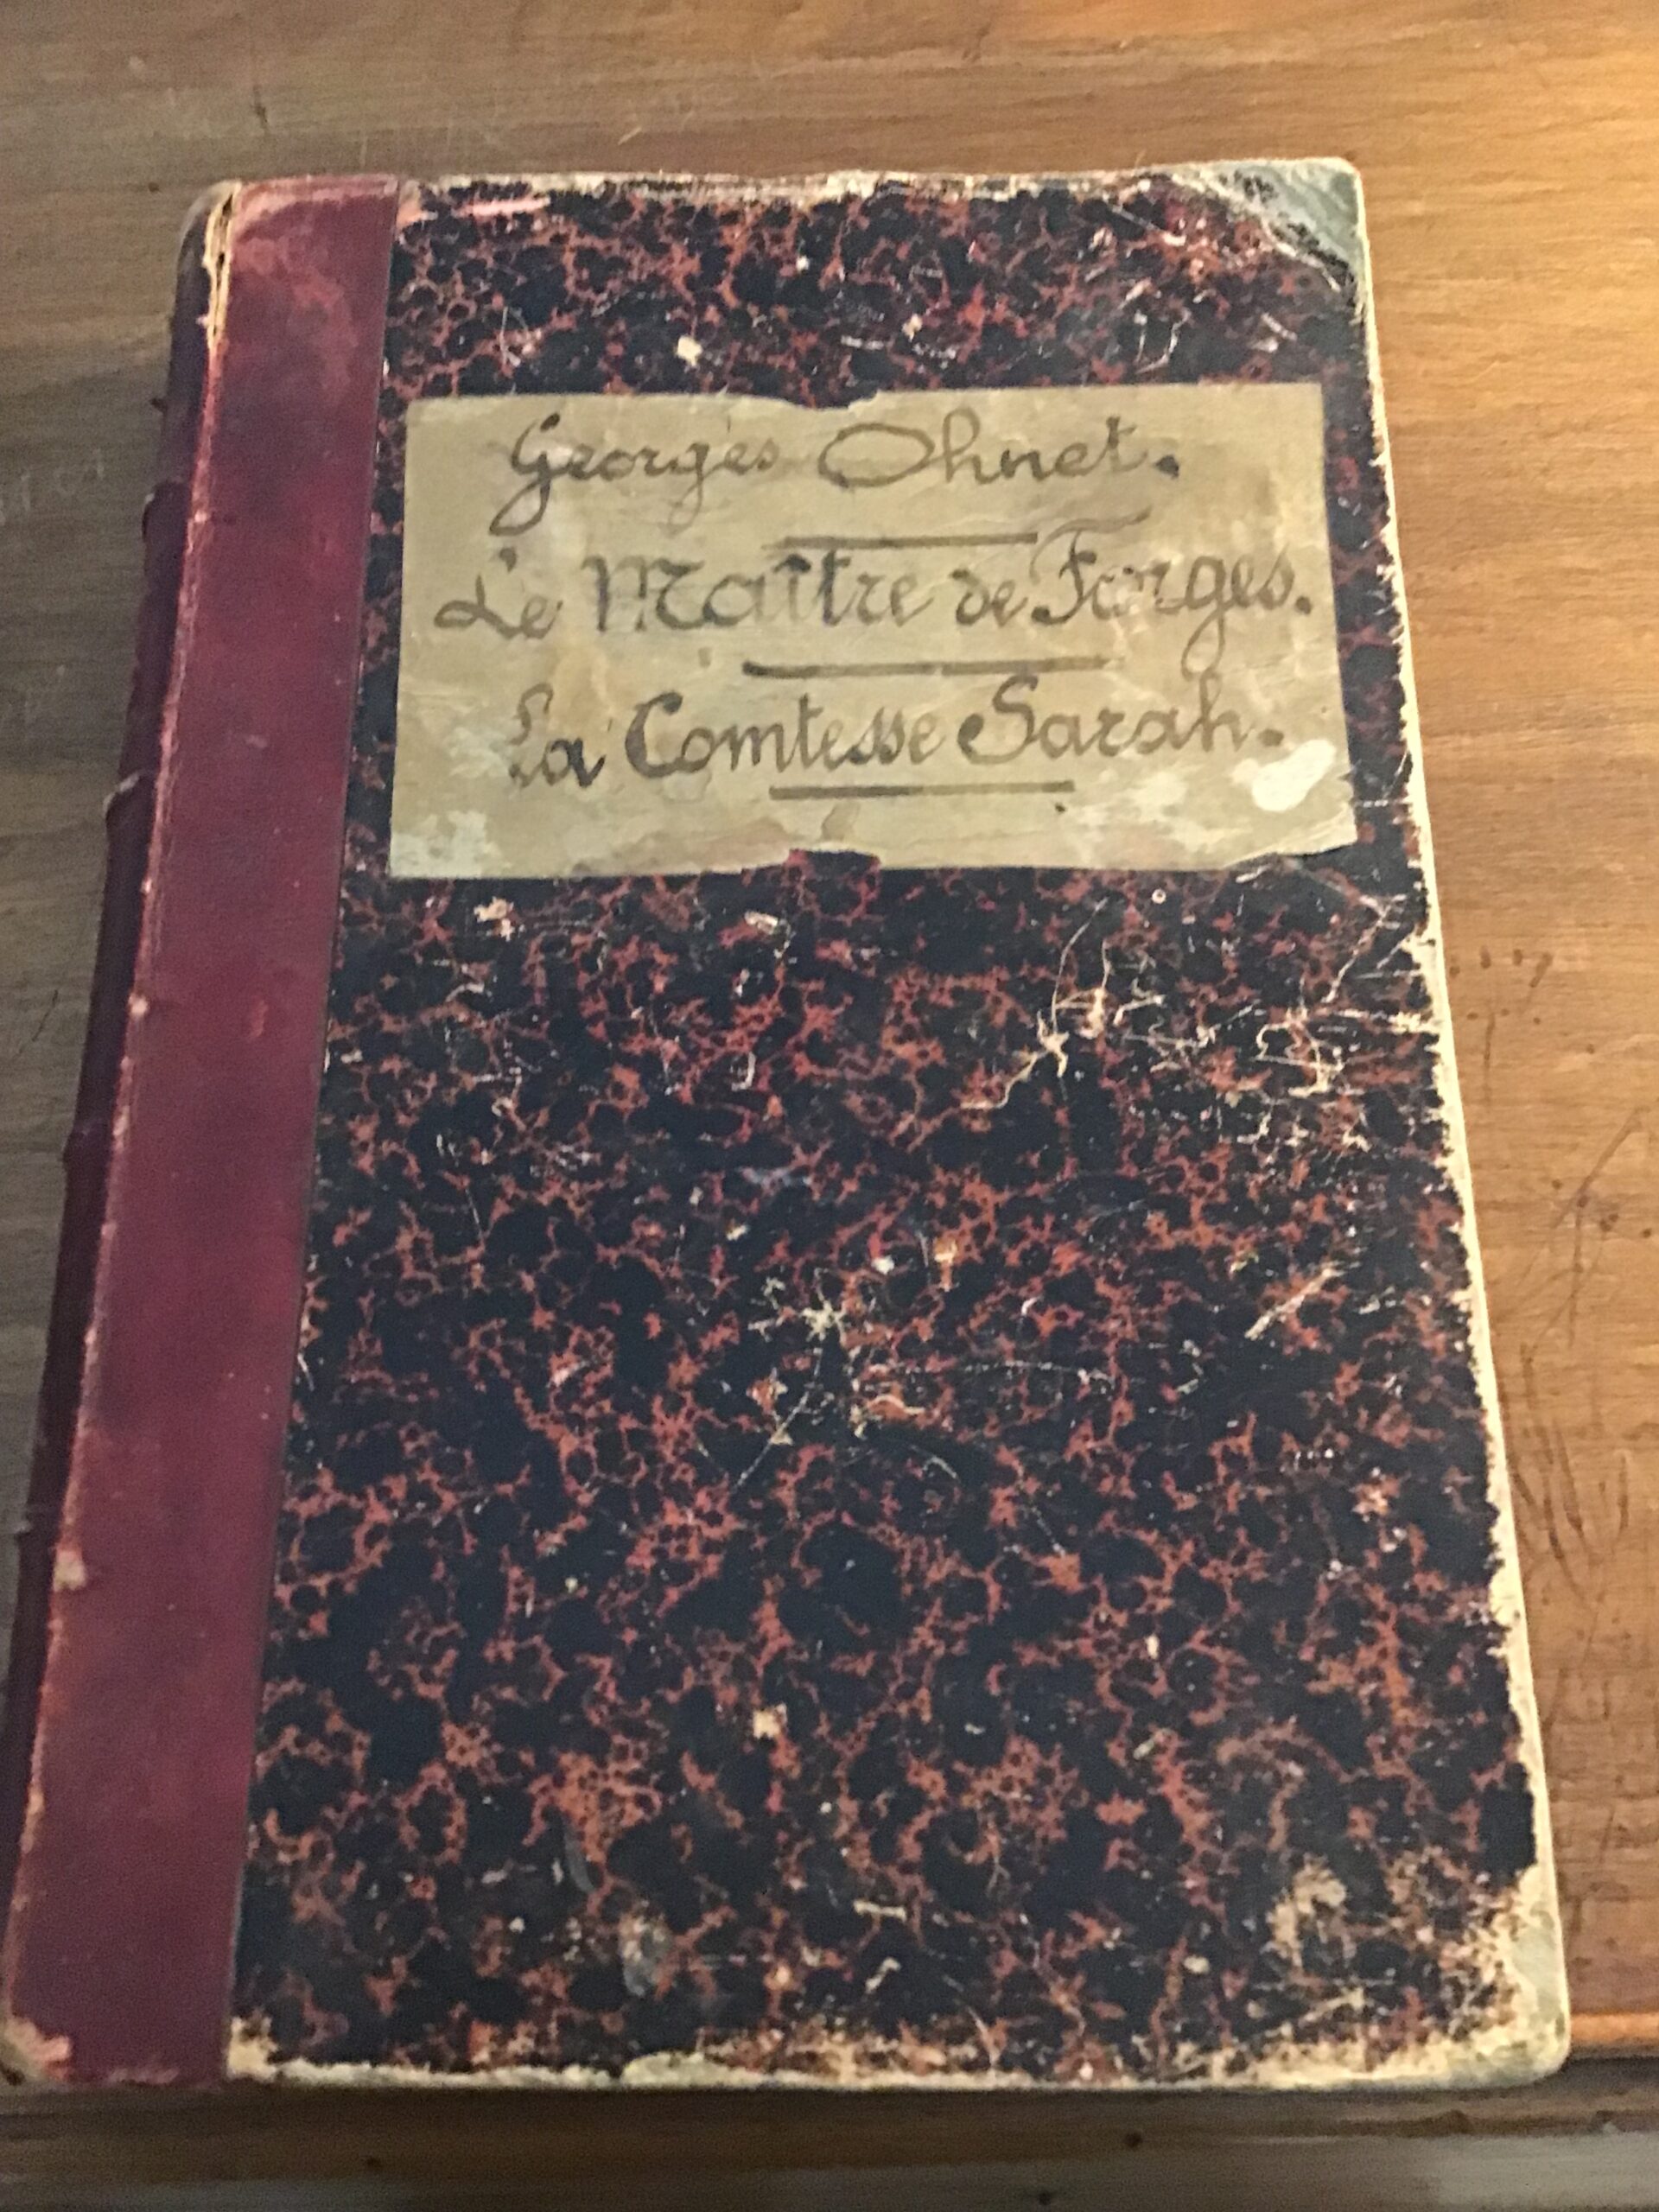 Georges Ohnet.
Le Maître de Forges.
La Comtesse Sarah.